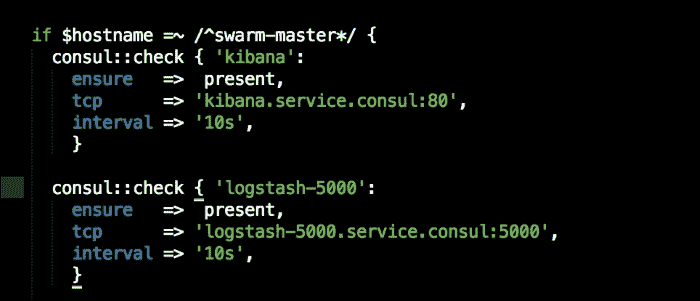 if $hostname =~ /^swarm-master*/ {
  consul::check { 'kibana':
    ensure   =>  present,
    tcp      => 'kibana.service.consul:80',
    interval => '10s',
    }

  consul::check { 'logstash-5000':
    ensure   =>  present,
    tcp      => 'logstash-5000.service.consul:5000',
    interval => '10s',
    }